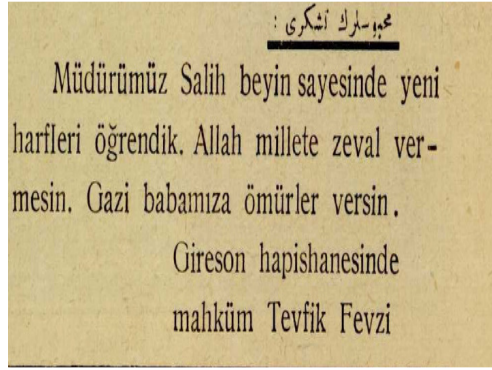 محبوسلرك تشكرى :
Müdürümüz Salih beyin sayesinde yeni
harfleri öğrendik. Allah millete zeval ver-
mesin. Gazi babamıza ömürler versin.
Gireson hapishanesinde
mahküm Tevfik Fevzi